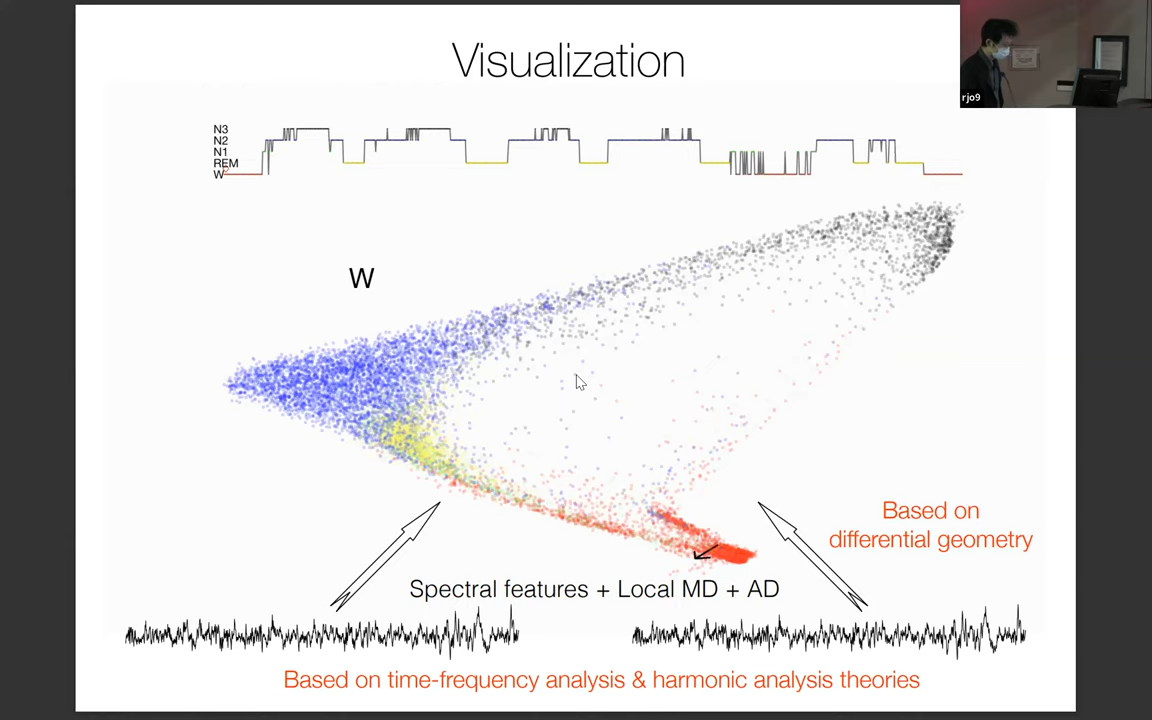 Visualization
rjo9
N3
N2
N1
REM
W
W
Based on
differential geometry
Spectral features + Local MD + AD
Based on time-frequency analysis & harmonic analysis theories